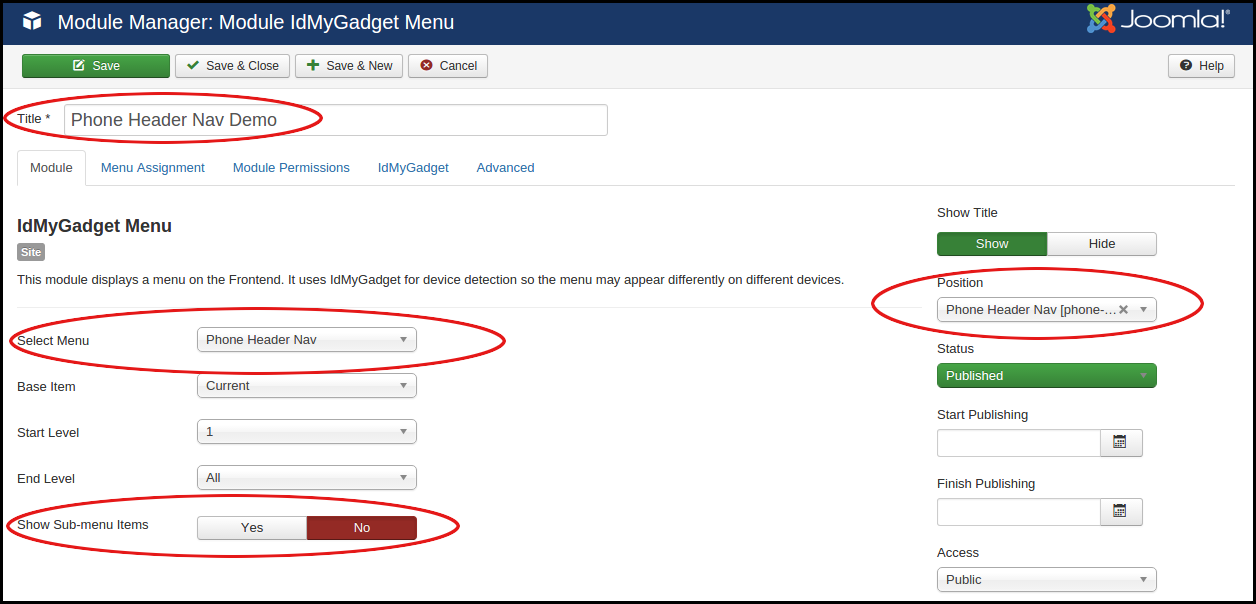 Module Manager: Module IdMyGadget Menu
Joomla!®
Save
Save & Close
Save & New
Cancel
Help
Title *
Phone Header Nav Demo
Module
Menu Assignment
Module Permissions
IdMyGadget
Advanced
IdMyGadget Menu
Site
This module displays a menu on the Frontend. It uses IdMyGadget for device detection so the menu may appear differently on different devices.
Select Menu
Phone Header Nav
Base Item
Current
Start Level
1
End Level
All
Show Sub-menu Items
Yes
No
Show Title
Show
Hide
Position
Phone Header Nav [phone-...
Status
Published
Start Publishing
Finish Publishing
Access
Public